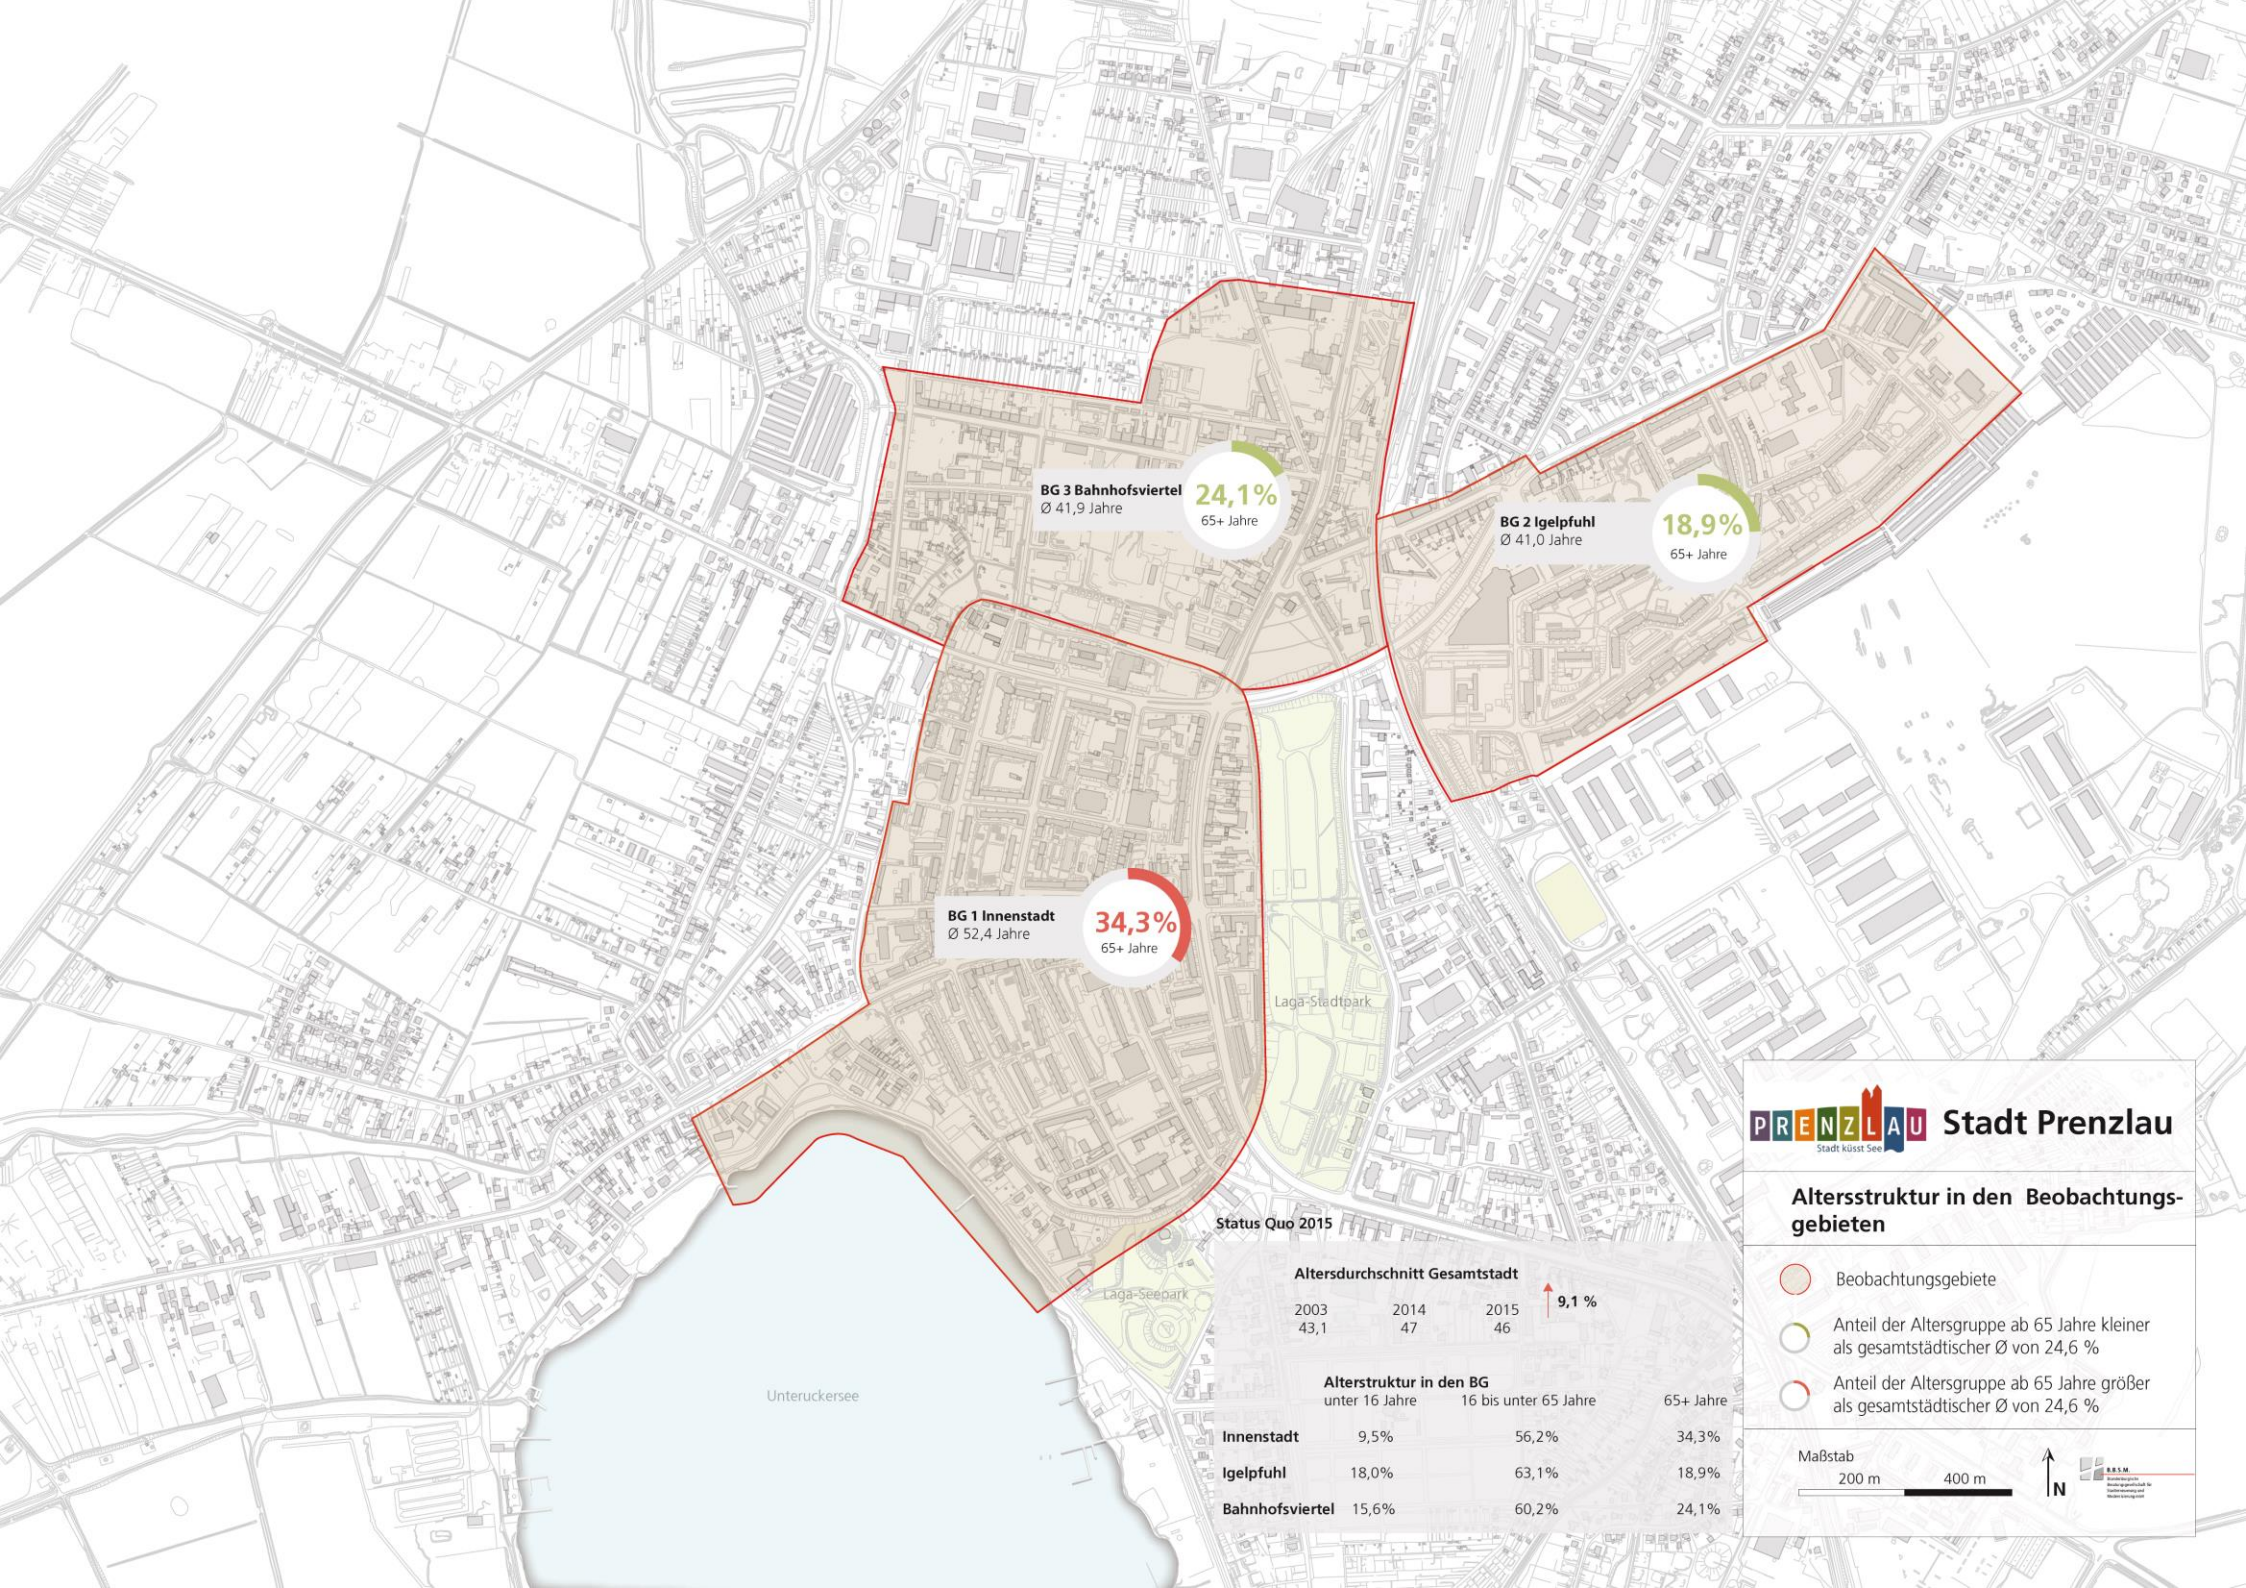 BG 3 Bahnhofsviertel
Ø 41,9 Jahre
24,1%
65+ Jahre
BG 2 Igelpfuhl
Ø 41,0 Jahre
18,9%
65+ Jahre
BG 1 Innenstadt
Ø 52,4 Jahre
34,3%
65+ Jahre
Laga-Stadtpark
Laga-Seepark
Unteruckersee
Status Quo 2015
Altersdurchschnitt Gesamtstadt
2003 2014 2015
43,1 47 46
9,1 %
Alterstruktur in den BG
unter 16 Jahre 16 bis unter 65 Jahre 65+ Jahre
Innenstadt 9,5% 56,2% 34,3%
Igelpfuhl 18,0% 63,1% 18,9%
Bahnhofsviertel 15,6% 60,2% 24,1%
PRENZLAU
Stadt küsst See
Stadt Prenzlau
Altersstruktur in den Beobachtungs-
gebieten
Beobachtungsgebiete
Anteil der Altersgruppe ab 65 Jahre kleiner
als gesamtstädtischer Ø von 24,6 %
Anteil der Altersgruppe ab 65 Jahre größer
als gesamtstädtischer Ø von 24,6 %
Maßstab
200 m 400 m
N
B.B.S.M.